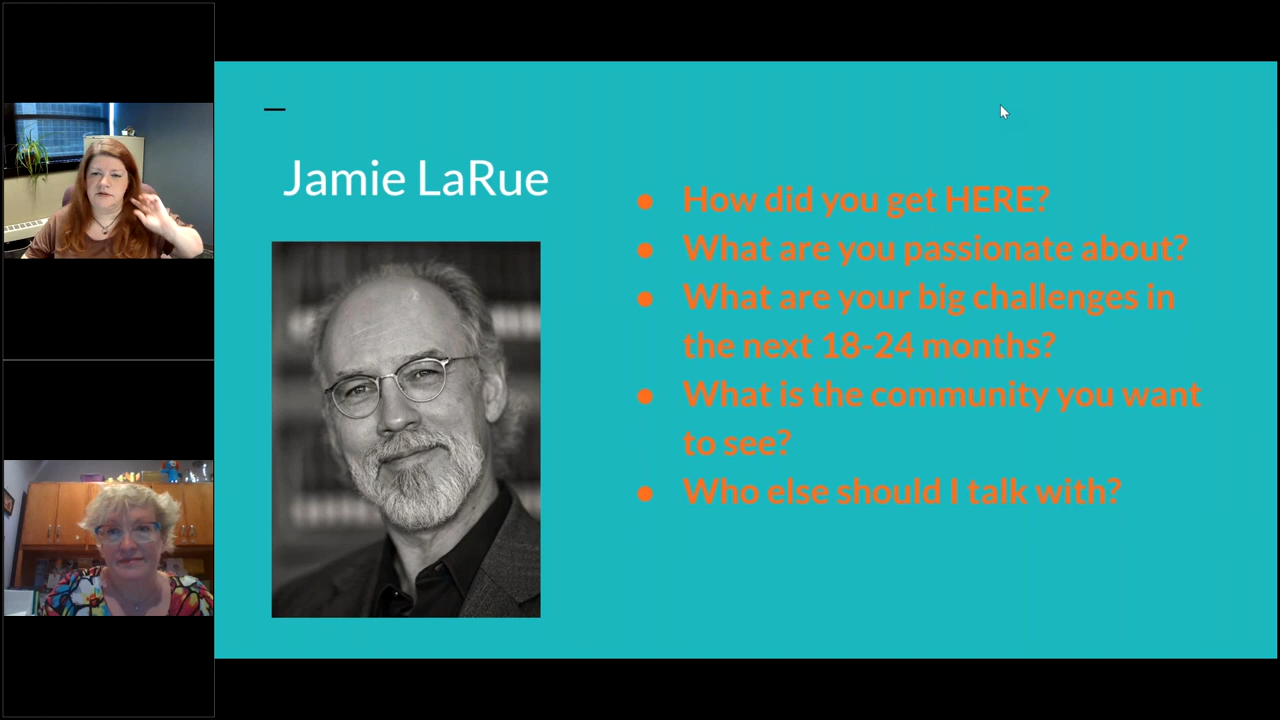 Jamie LaRue
● How did you get HERE?
● What are you passionate about?
● What are your big challenges in
the next 18-24 months?
● What is the community you want
to see?
● Who else should I talk with?